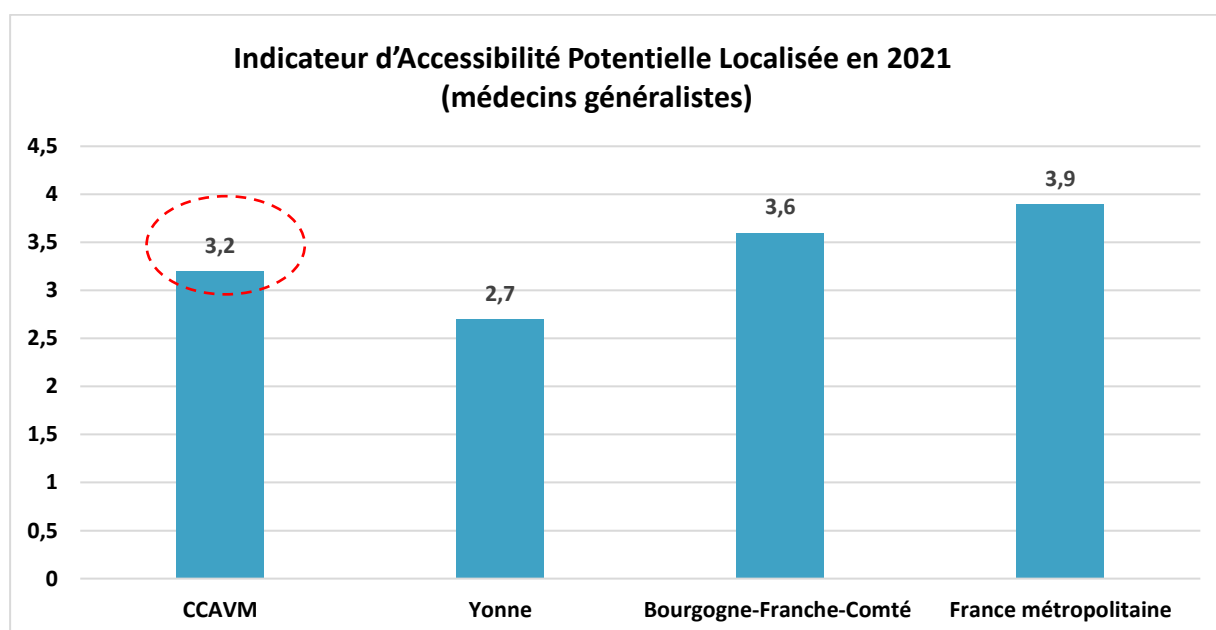 Indicateur d’Accessibilité Potentielle Localisée en 2021
(médecins généralistes)
4,5
4
3,5
3
2,5
2
1,5
1
0,5
0
3,2
2,7
3,6
3,9
CCAVM
Yonne
Bourgogne-Franche-Comté
France métropolitaine